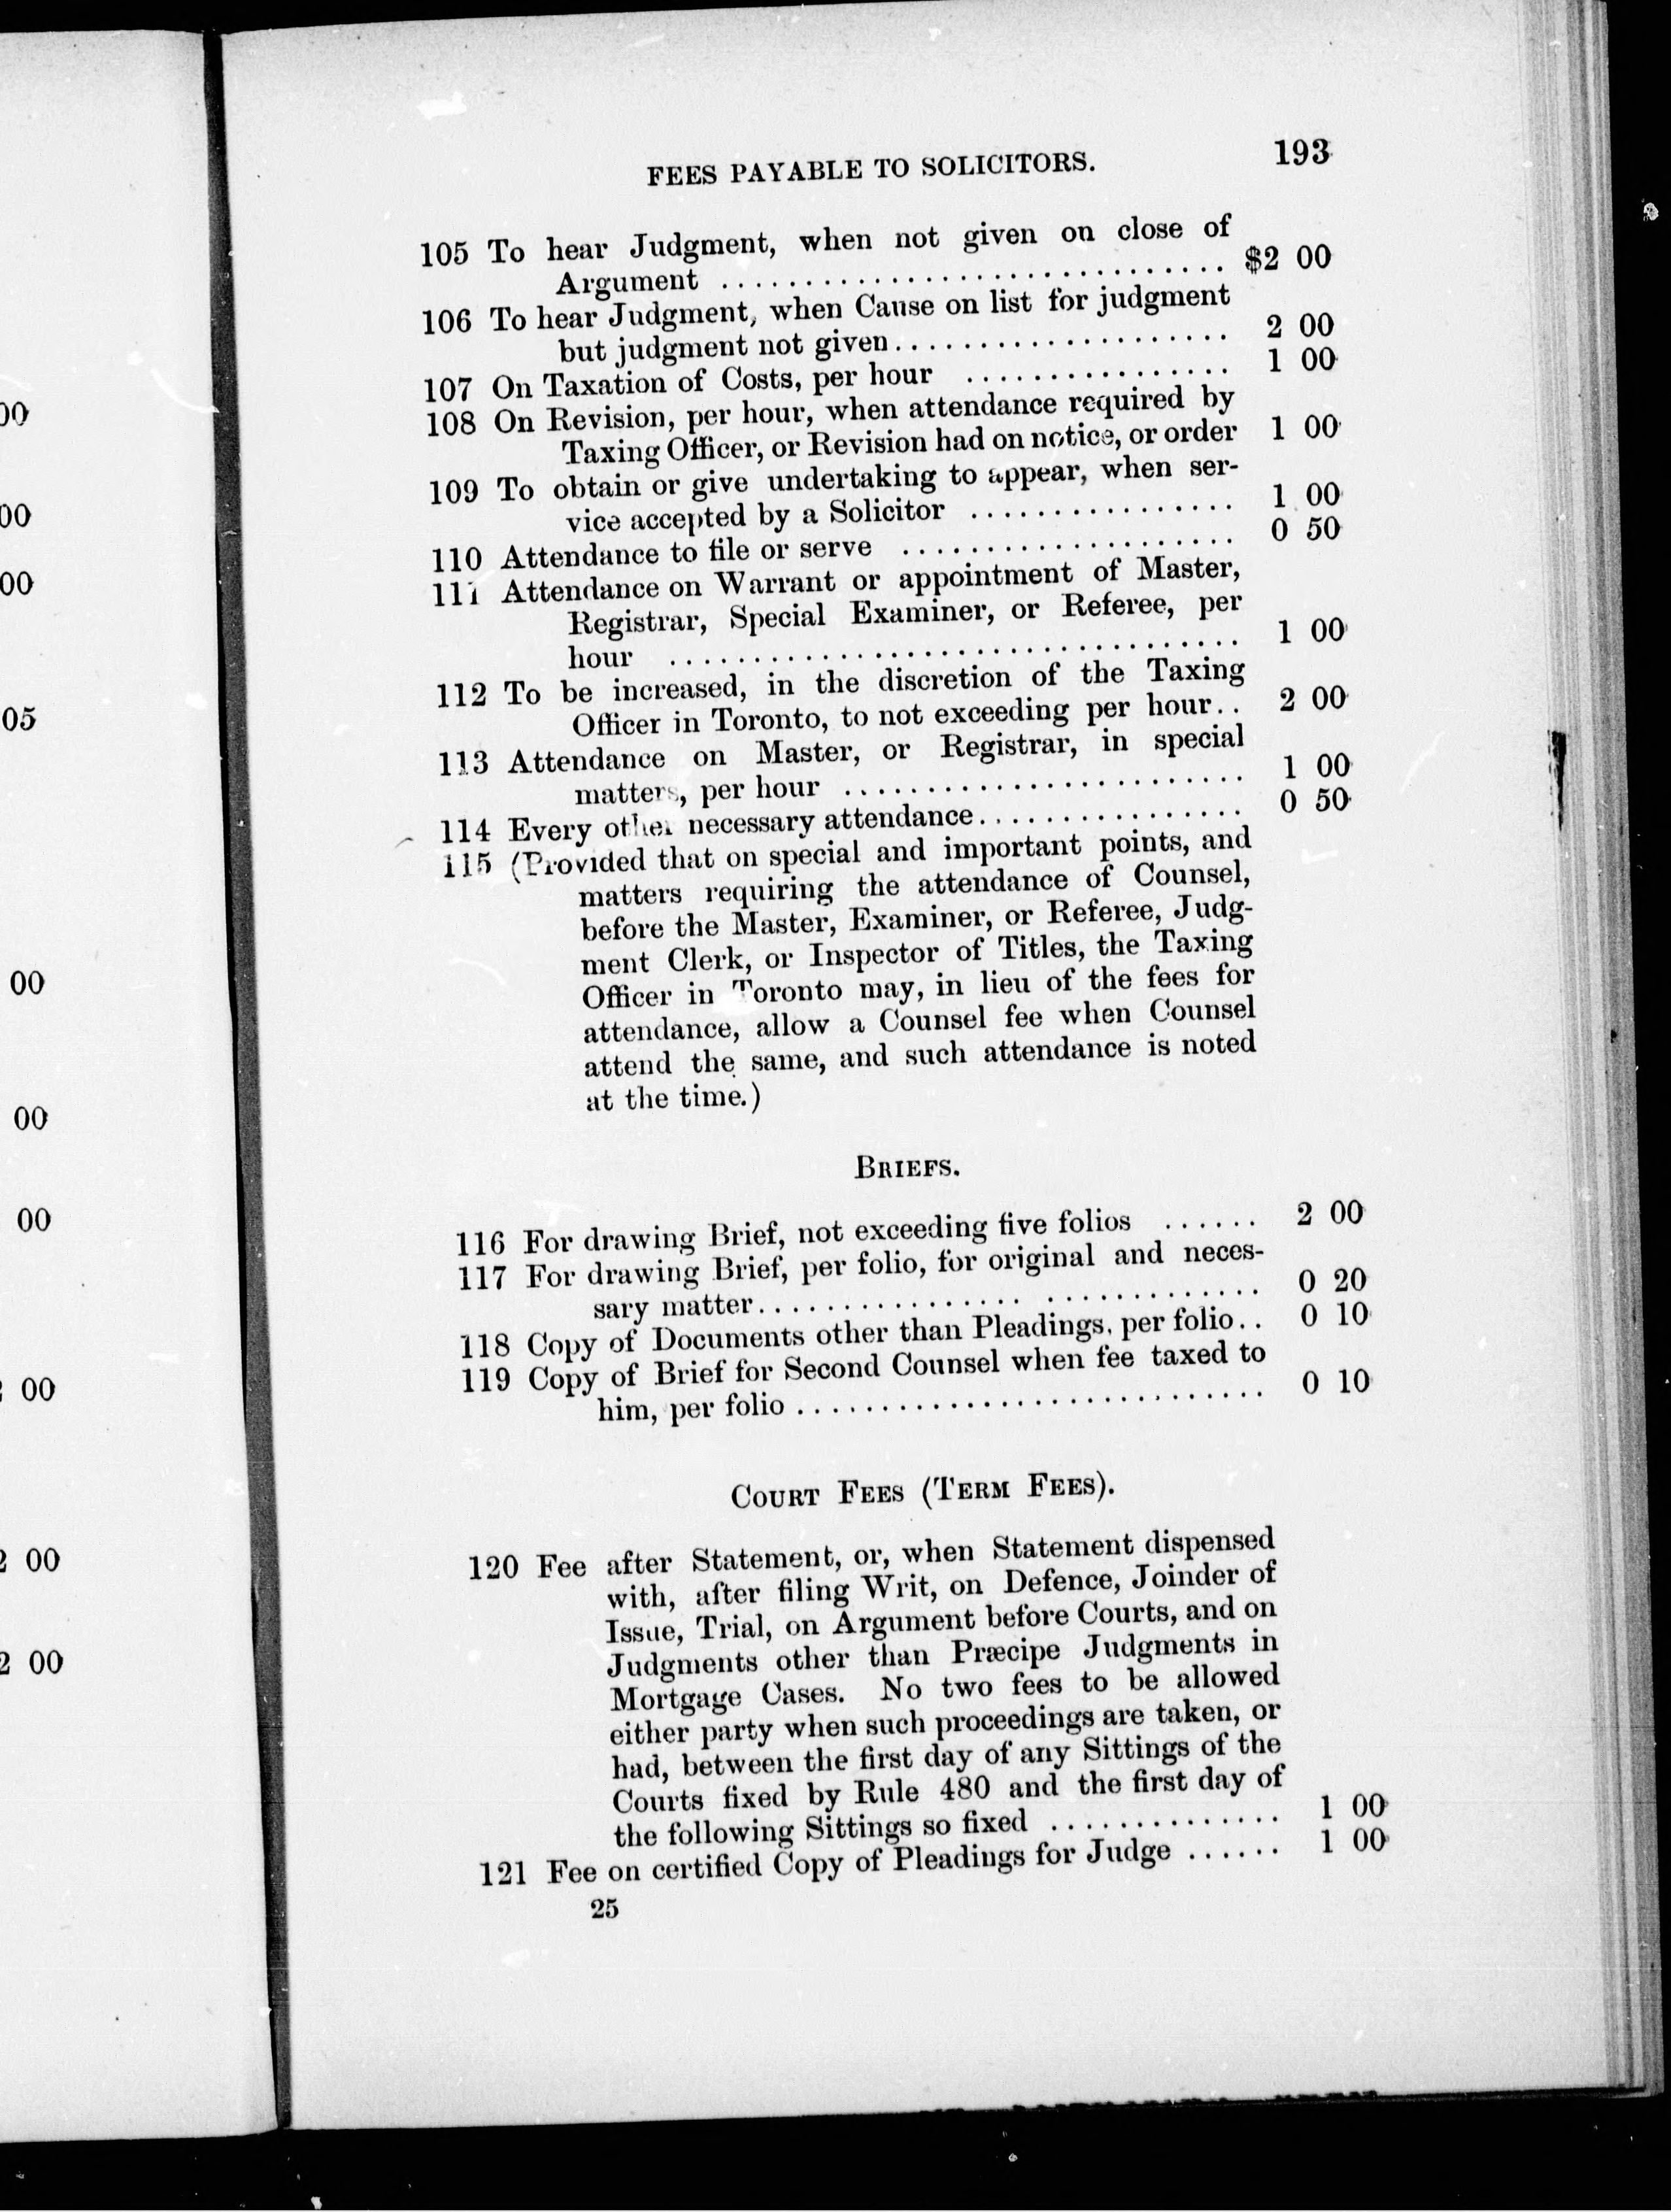 FEES PAYABLE TO SOLICITORS. 193
105 To hear Judgment, when not given on close of
Argument .............................. $2 00
106 To hear Judgment, when Cause on list for judgment
but judgment not given.................... 2 00
107 On Taxation of Costs, per hour ................ 1 00
108 On Revision, per hour, when attendance required by
Taxing Officer, or Revision had on notice, or order 1 00
109 To obtain or give undertaking to appear, when ser-
vice accepted by a Solicitor ................ 1 00
110 Attendance to file or serve .................... 0 50
111 Attendance on Warrant or appointment of Master,
Registrar, Special Examiner, or Referee, per
hour .................................. 1 00
112 To be increased, in the discretion of the Taxing
Officer in Toronto, to not exceeding per hour.. 2 00
113 Attendance on Master, or Registrar, in special
matters, per hour ........................ 1 00
114 Every other necessary attendance................ 0 50
115 (Provided that on special and important points, and
matters requiring the attendance of Counsel,
before the Master, Examiner, or Referee, Judg-
ment Clerk, or Inspector of Titles, the Taxing
Officer in Toronto may, in lieu of the fees for
attendance, allow a Counsel fee when Counsel
attend the same, and such attendance is noted
at the time.)
BRIEFS.
116 For drawing Brief, not exceeding five folios ...... 2 00
117 For drawing Brief, per folio, for original and neces-
sary matter................ ............. 0 20
118 Copy of Documents other than Pleadings, per folio.. 0 10
119 Copy of Brief for Second Counsel when fee taxed to
him, per folio ............................ 0 10
COURT FEES (TERM FEES).
120 Fee after Statement, or, when Statement dispensed
with, after filing Writ, on Defence, Joinder of
Issue, Trial, on Argument before Courts, and on
Judgments other than Præcipe Judgments in
Mortgage Cases. No two fees to be allowed
either party when such proceedings are taken, or
had, between the first day of any Sittings of the
Courts fixed by Rule 480 and the first day of
the following Sittings so fixed .............. 1 00
121 Fee on certified Copy of Pleadings for Judge ...... 1 00
25
00
00
00
05
00
00
00
00
2 00
2 00